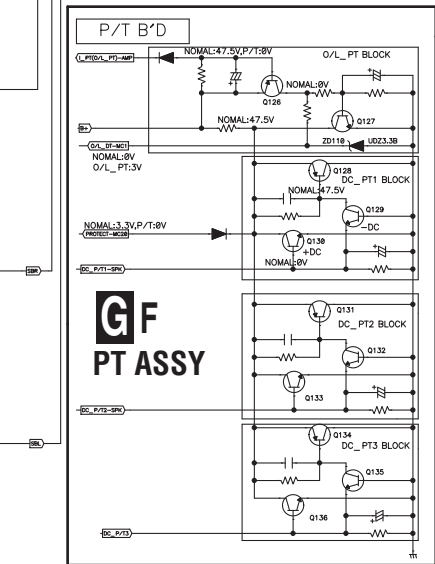 P/T B'D
NOMAL:47.5V,P/T:0V
O/L_PT BLOCK
I_PT(O/L_PT)-AMP
NOMAL:0V
Q126
NOMAL:47.5V
Q127
B+
ZD110
UDZ3.3B
O/L_DT-MC1
NOMAL:0V
O/L_PT:3V
Q128
DC_PT1 BLOCK
NOMAL:47.5V
Q129
-DC
NOMAL:3.3V,P/T:0V
PROTECT-MC28
Q130
+DC
NOMAL:0V
SBR
DC_P/T1-SPK
G F
PT ASSY
Q131
DC_PT2 BLOCK
Q132
Q133
DC_P/T2-SPK
Q134
DC_PT3 BLOCK
SBL
Q135
Q136
DC_P/T3